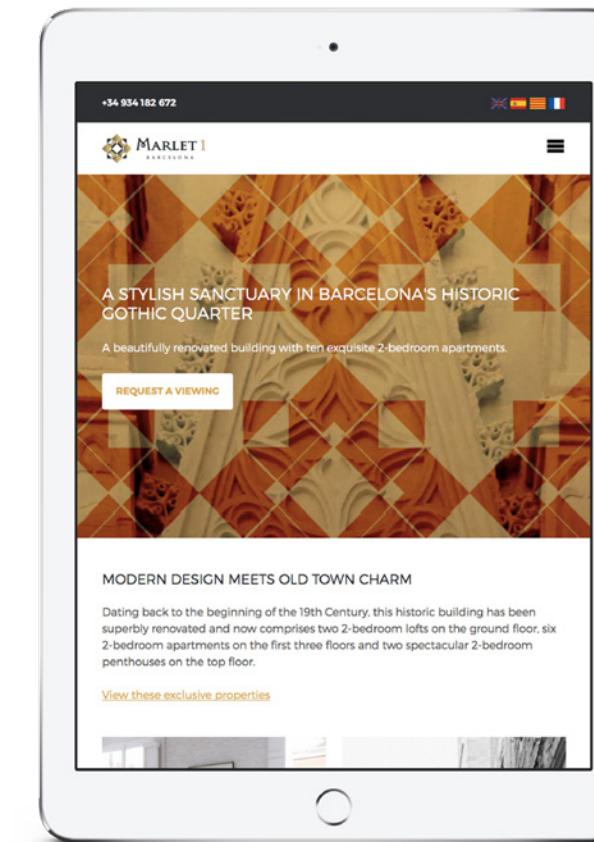 +34 934 182 672
MARLET 1
BARCELONA
A STYLISH SANCTUARY IN BARCELONA'S HISTORIC
GOTHIC QUARTER
A beautifully renovated building with ten exquisite 2-bedroom apartments.
REQUEST A VIEWING
MODERN DESIGN MEETS OLD TOWN CHARM
Dating back to the beginning of the 19th Century, this historic building has been
superbly renovated and now comprises two 2-bedroom lofts on the ground floor, six
2-bedroom apartments on the first three floors and two spectacular 2-bedroom
penthouses on the top floor.
View these exclusive properties